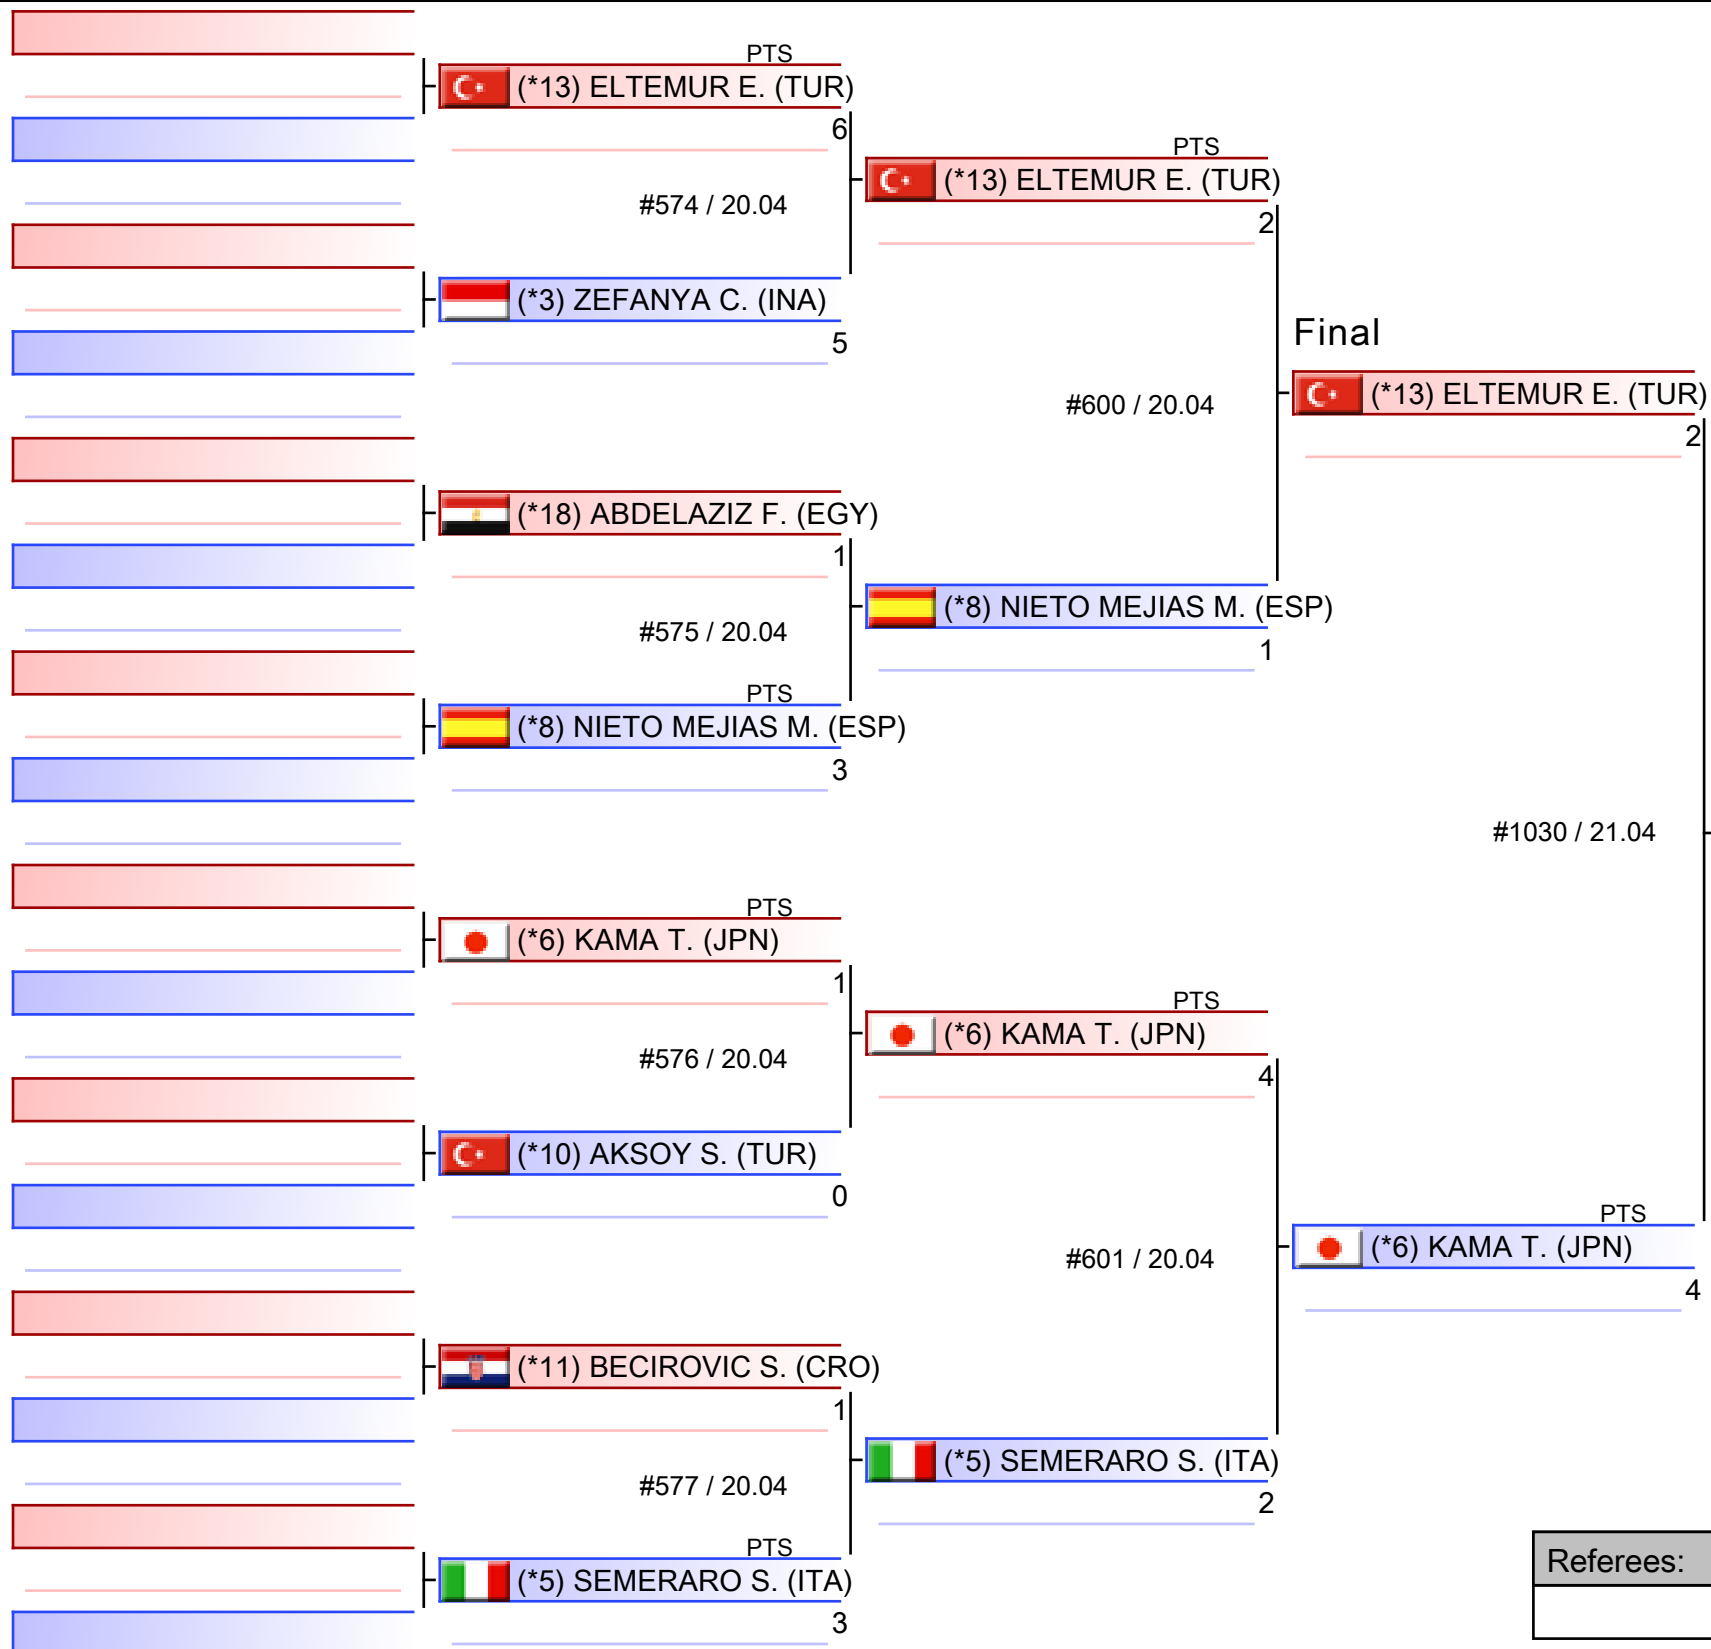 PTS
(*13) ELTEMUR E. (TUR)
6
PTS
(*13) ELTEMUR E. (TUR)
#574 / 20.04
2
(*3) ZEFANYA C. (INA)
5
Final
(*13) ELTEMUR E. (TUR)
#600 / 20.04
2
(*18) ABDELAZIZ F. (EGY)
1
(*8) NIETO MEJIAS M. (ESP)
#575 / 20.04
1
PTS
(*8) NIETO MEJIAS M. (ESP)
3
#1030 / 21.04
PTS
(*6) KAMA T. (JPN)
1
PTS
(*6) KAMA T. (JPN)
#576 / 20.04
4
(*10) AKSOY S. (TUR)
0
PTS
(*6) KAMA T. (JPN)
#601 / 20.04
4
(*11) BECIROVIC S. (CRO)
1
(*5) SEMERARO S. (ITA)
#577 / 20.04
2
PTS
(*5) SEMERARO S. (ITA)
3
Referees: